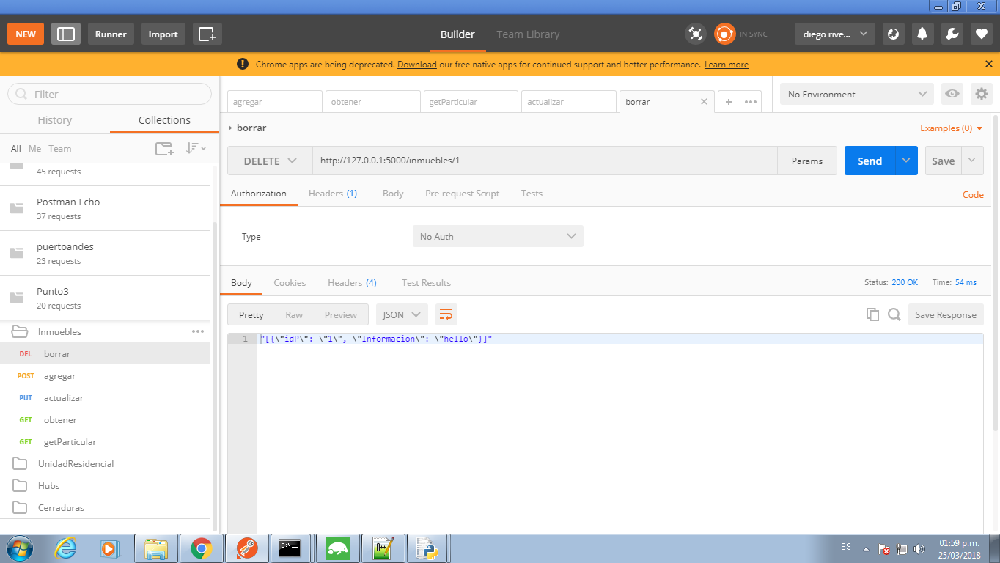 NEW Runner Import Builder Team Library IN SYNC diego rive...
! Chrome apps are being deprecated. Download our free native apps for continued support and better performance. Learn more
Filter
History Collections
All Me Team
45 requests
Postman Echo
37 requests
puertoandes
23 requests
Punto3
20 requests
Inmuebles
DEL borrar
POST agregar
PUT actualizar
GET obtener
GET getParticular
UnidadResidencial
Hubs
Cerraduras
agregar obtener getParticular actualizar borrar No Environment
borrar Examples (0)
DELETE http://127.0.0.1:5000/inmuebles/1 Params Send Save
Authorization Headers (1) Body Pre-request Script Tests Code
Type No Auth
Body Cookies Headers (4) Test Results Status: 200 OK Time: 54 ms
Pretty Raw Preview JSON Save Response
1 "[{\"idP\": \"1\", \"Informacion\": \"hello\"}]"
C:\_ N++ ES 01:59 p.m.
25/03/2018